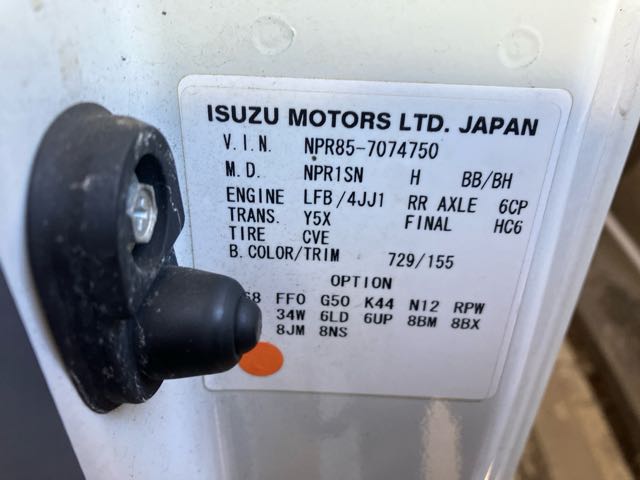 ISUZU MOTORS LTD. JAPAN
V.I.N. NPR85-7074750
M.D. NPR1SN H BB/BH
ENGINE LFB/4JJ1 RR AXLE 6CP
TRANS. Y5X FINAL HC6
TIRE CVE
B.COLOR/TRIM 729/155
OPTION
FFO G50 K44 N12 RPW
34W 6LD 6UP 8BM 8BX
8JM 8NS